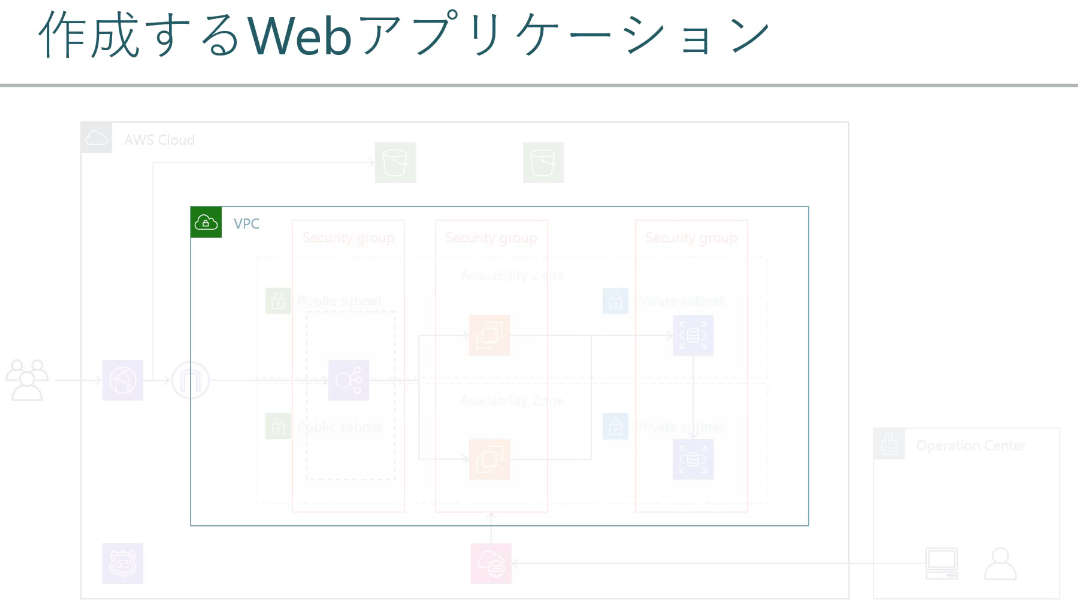 作成するWebアプリケーション
AWS Cloud
VPC
Security group
Security group
Security group
Availability Zone
Public subnet
Private subnet
Availability Zone
Public subnet
Private subnet
Operation Center